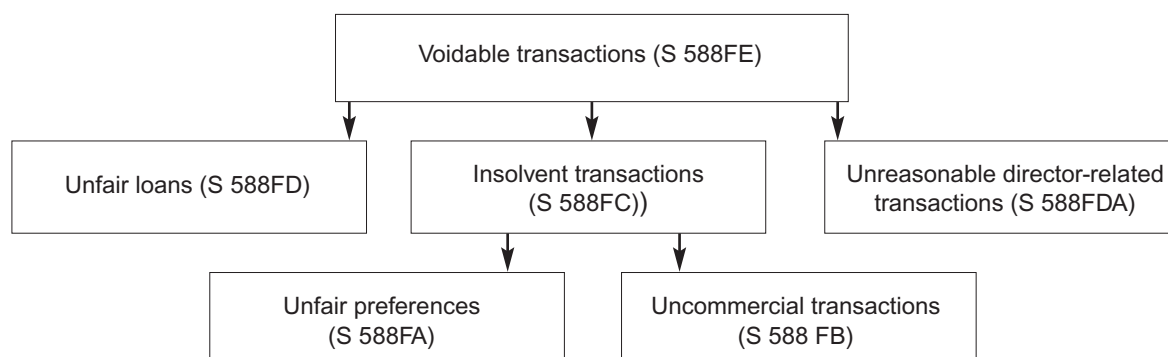 Voidable transactions (S 588FE)
Unfair loans (S 588FD)
Insolvent transactions
(S 588FC))
Unreasonable director-related
transactions (S 588FDA)
Unfair preferences
(S 588FA)
Uncommercial transactions
(S 588 FB)